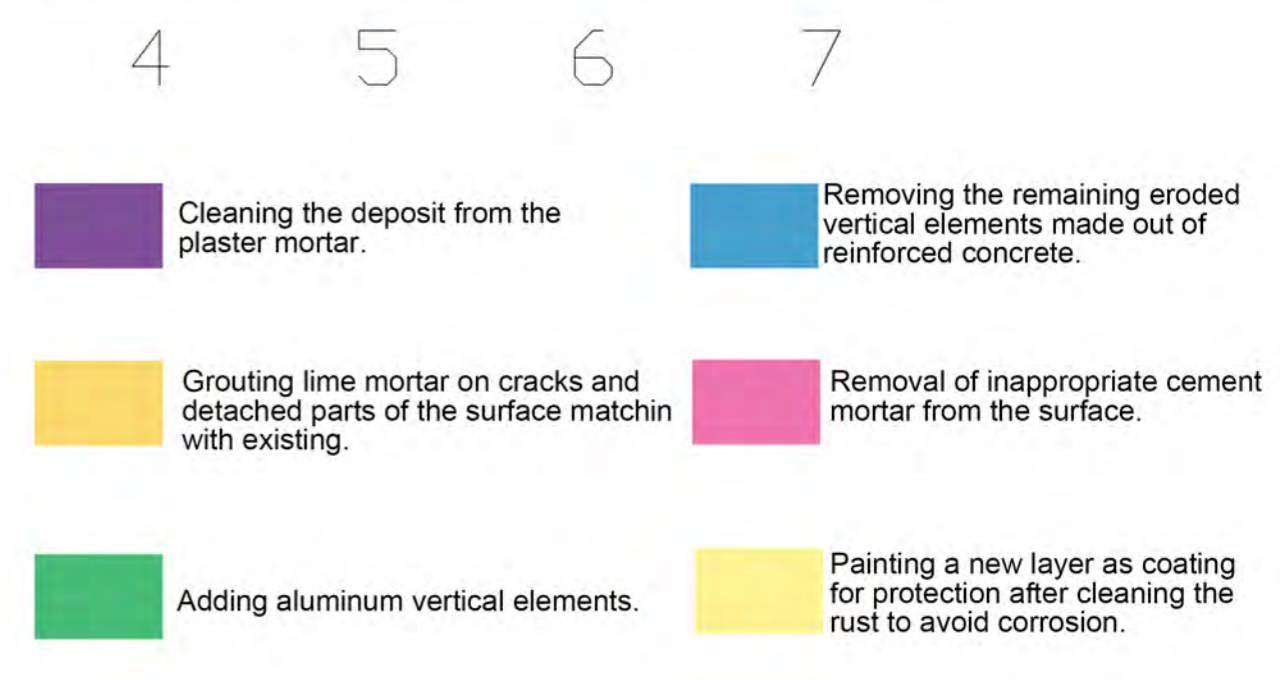 4 5 6 7
Cleaning the deposit from the
plaster mortar.
Removing the remaining eroded
vertical elements made out of
reinforced concrete.
Grouting lime mortar on cracks and
detached parts of the surface matchin
with existing.
Removal of inappropriate cement
mortar from the surface.
Adding aluminum vertical elements.
Painting a new layer as coating
for protection after cleaning the
rust to avoid corrosion.